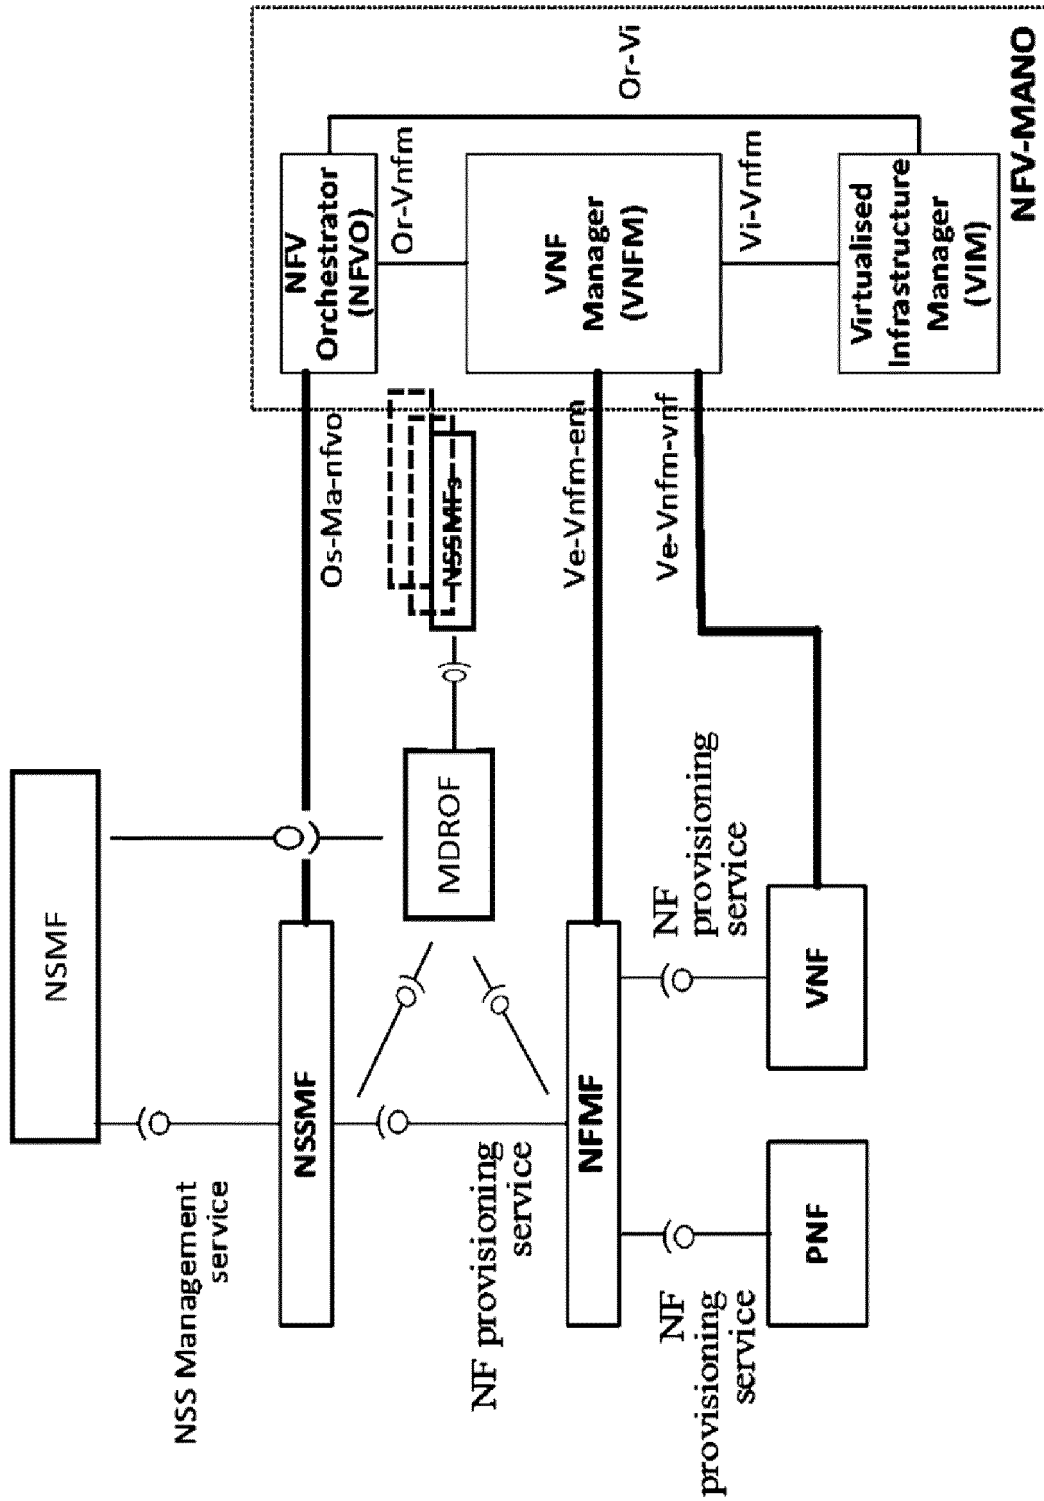 NSMF
NSS Management
service
NSSMF
Os-Ma-nfvo
NFV
Orchestrator
(NFVO)
Or-Vnfm
Or-Vi
MDROF
NSSMFs
NF provisioning
service
NFMF
Ve-Vnfm-em
VNF
Manager
(VNFM)
Ve-Vnfm-vnf
Vi-Vnfm
NF
provisioning
service
NF
provisioning
service
PNF
VNF
Virtualised
Infrastructure
Manager
(VIM)
NFV-MANO